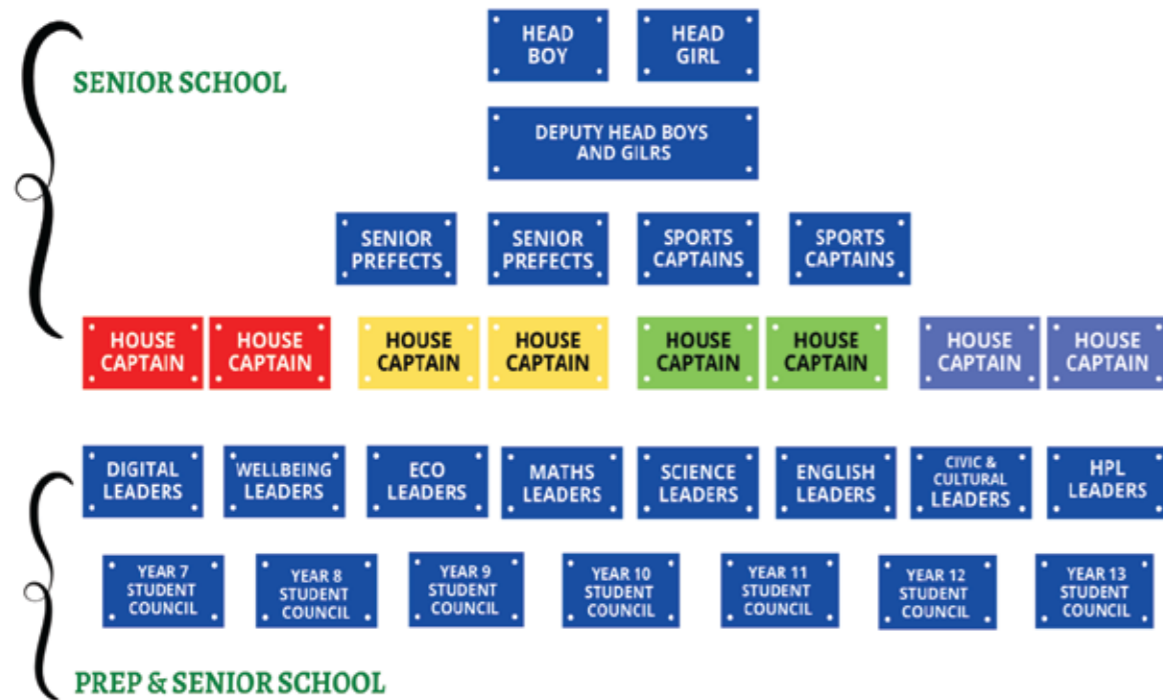 HEAD
BOY
HEAD
GIRL
SENIOR SCHOOL
DEPUTY HEAD BOYS
AND GILRS
SENIOR
PREFECTS
SENIOR
PREFECTS
SPORTS
CAPTAINS
SPORTS
CAPTAINS
HOUSE
CAPTAIN
HOUSE
CAPTAIN
HOUSE
CAPTAIN
HOUSE
CAPTAIN
HOUSE
CAPTAIN
HOUSE
CAPTAIN
HOUSE
CAPTAIN
HOUSE
CAPTAIN
DIGITAL
LEADERS
WELLBEING
LEADERS
ECO
LEADERS
MATHS
LEADERS
SCIENCE
LEADERS
ENGLISH
LEADERS
CIVIC &
CULTURAL
LEADERS
HPL
LEADERS
YEAR 7
STUDENT
COUNCIL
YEAR 8
STUDENT
COUNCIL
YEAR 9
STUDENT
COUNCIL
YEAR 10
STUDENT
COUNCIL
YEAR 11
STUDENT
COUNCIL
YEAR 12
STUDENT
COUNCIL
YEAR 13
STUDENT
COUNCIL
PREP & SENIOR SCHOOL